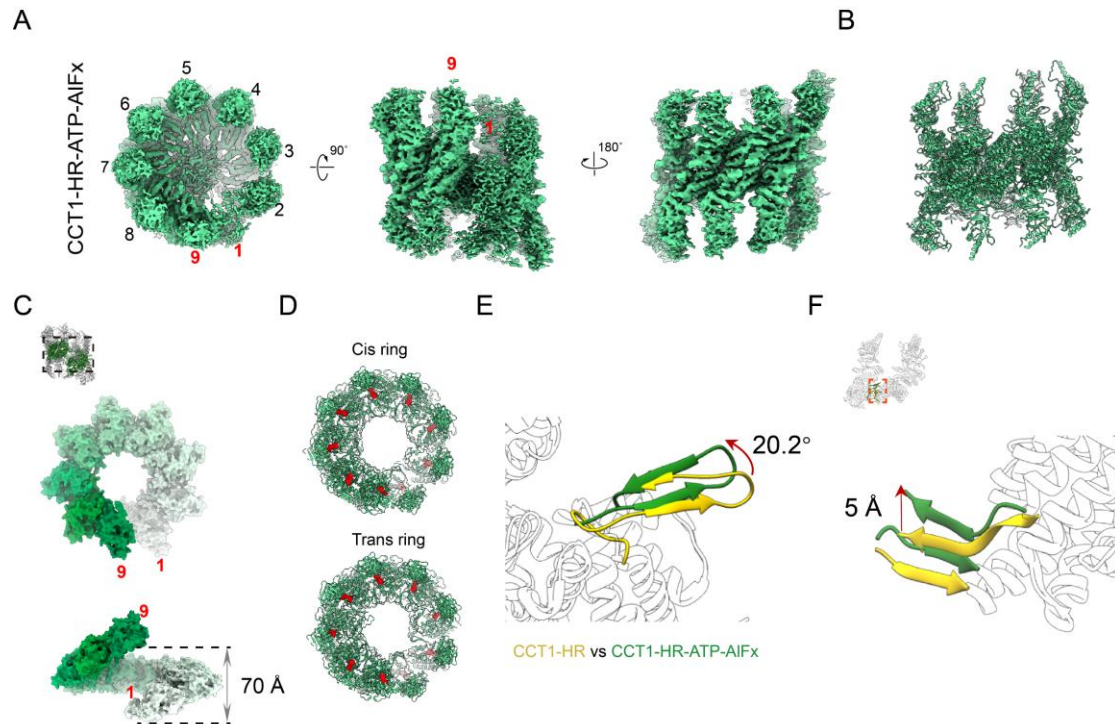 A
B
CCT1-HR-ATP-AlFx
5
6
4
7
3
8
2
9
1
90°
9
1
180°
C
D
E
F
9
1
9
1
70 Å
Cis ring
Trans ring
20.2°
CCT1-HR vs CCT1-HR-ATP-AlFx
5 Å